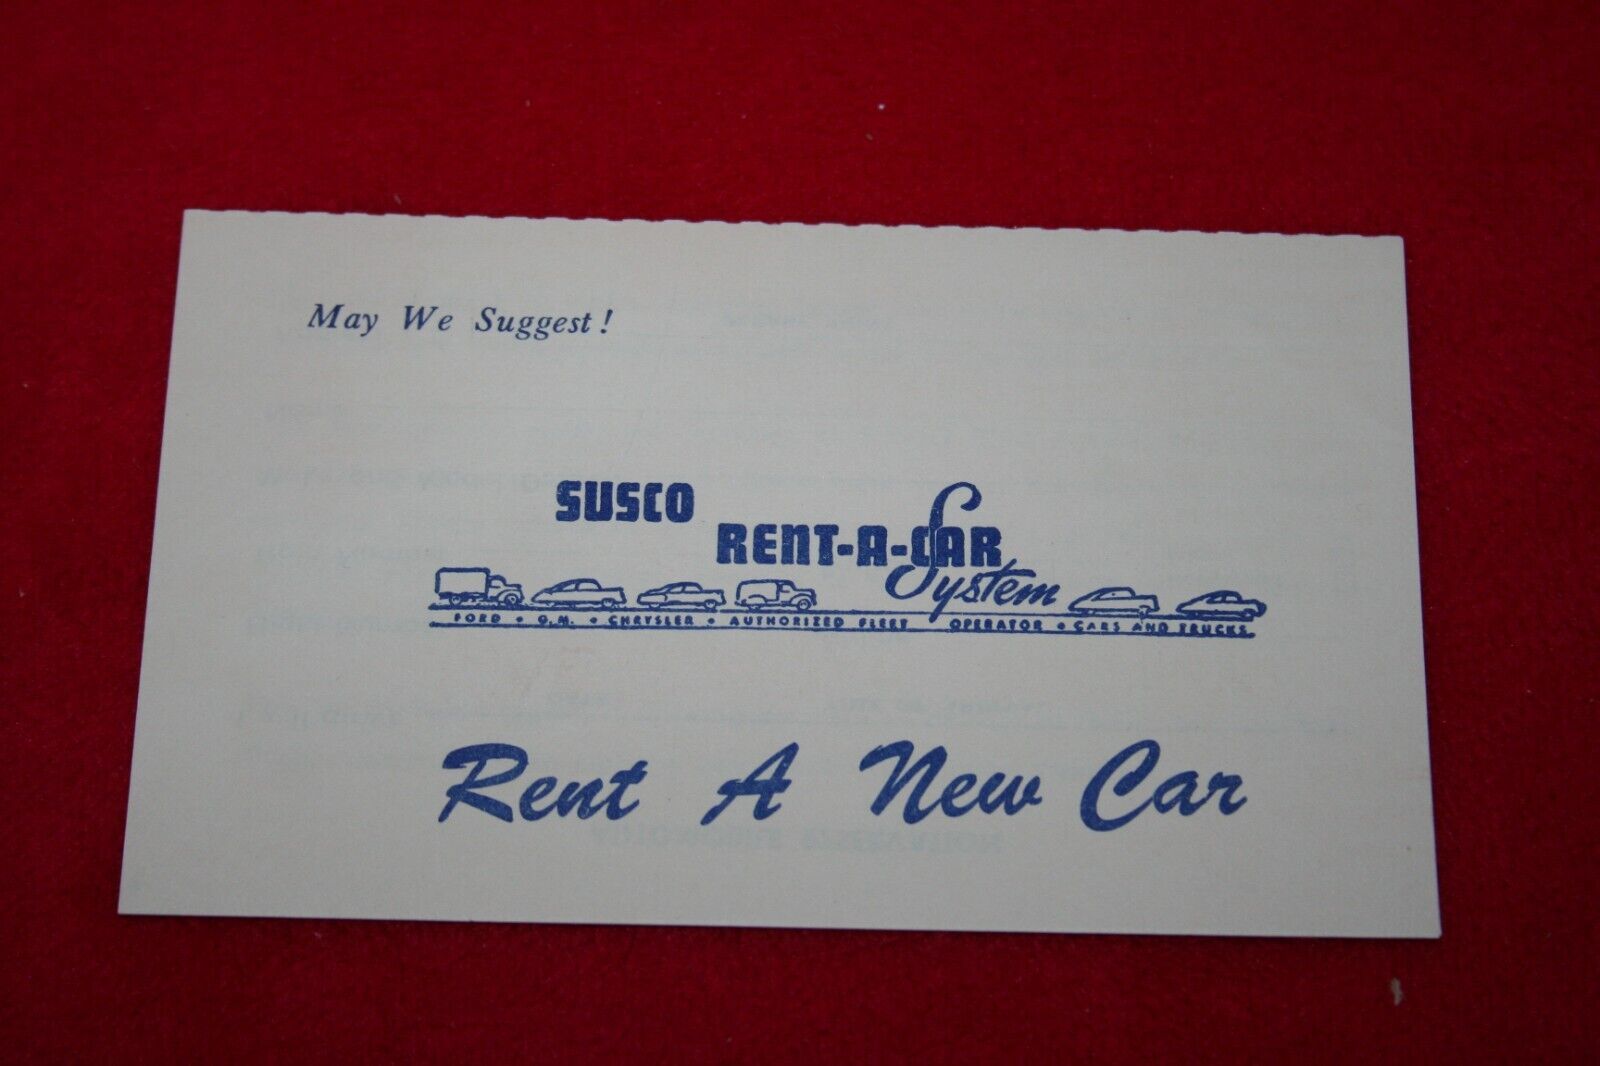 May We Suggest!
SUSCO
RENT-A-CAR
System
FORD • G.M. • CHRYSLER • AUTHORIZED FLEET OPERATOR • CARS AND TRUCKS
Rent A New Car